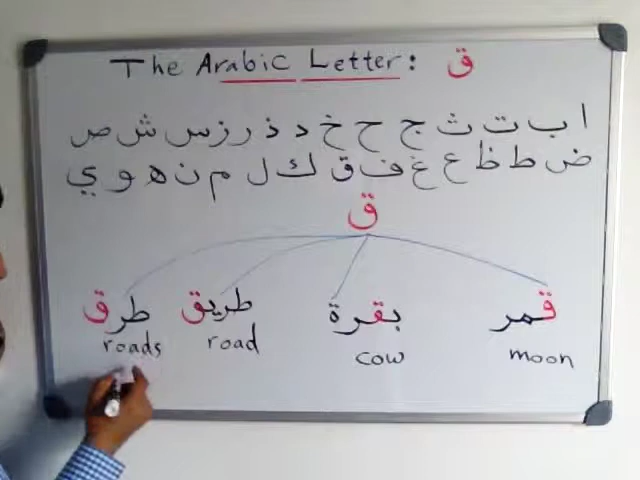 The Arabic Letter: ق
ا ب ت ث ج ح خ د ذ ر ز س ش ص
ض ط ظ ع غ ف ق ك ل م ن ه و ي
ق
قمر بقرة طريق طرق
moon cow road roads